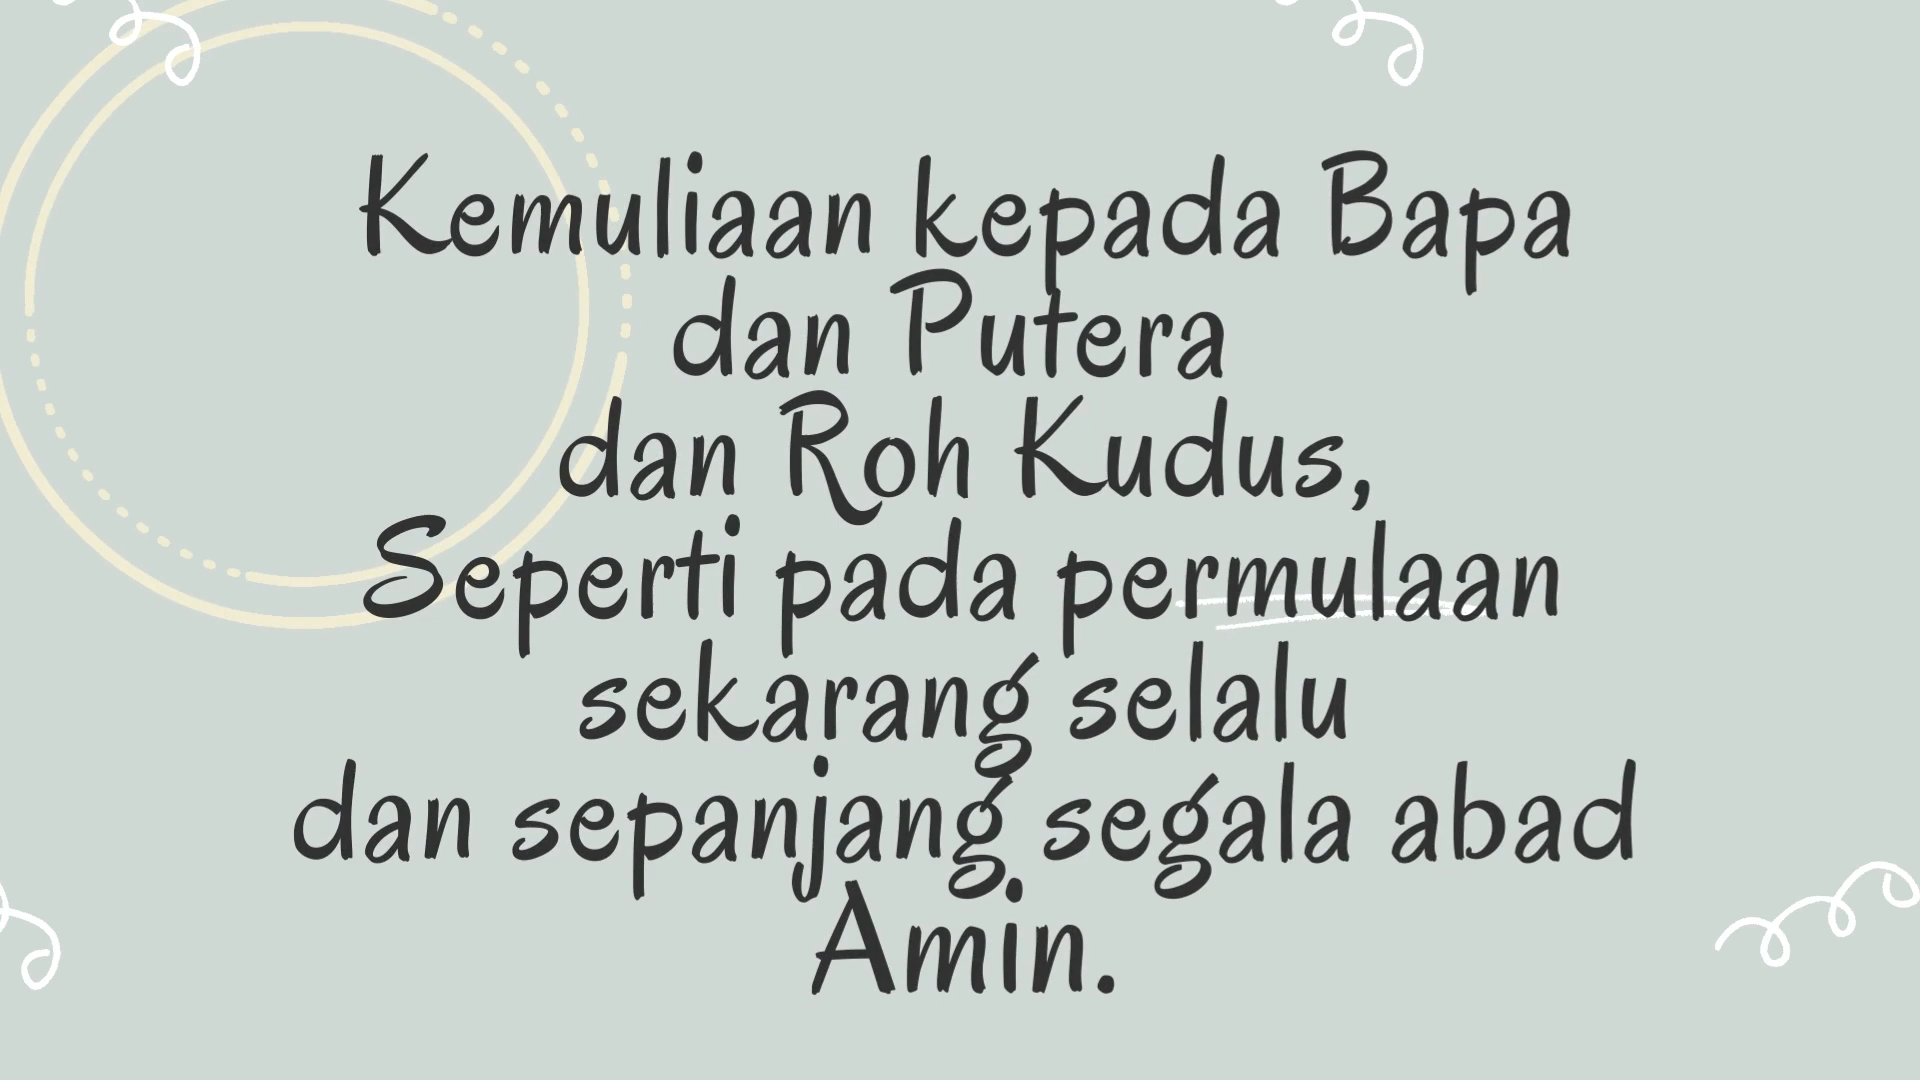 Kemuliaan kepada Bapa
dan Putera
dan Roh Kudus,
Seperti pada permulaan
sekarang selalu
dan sepanjang segala abad
Amin.